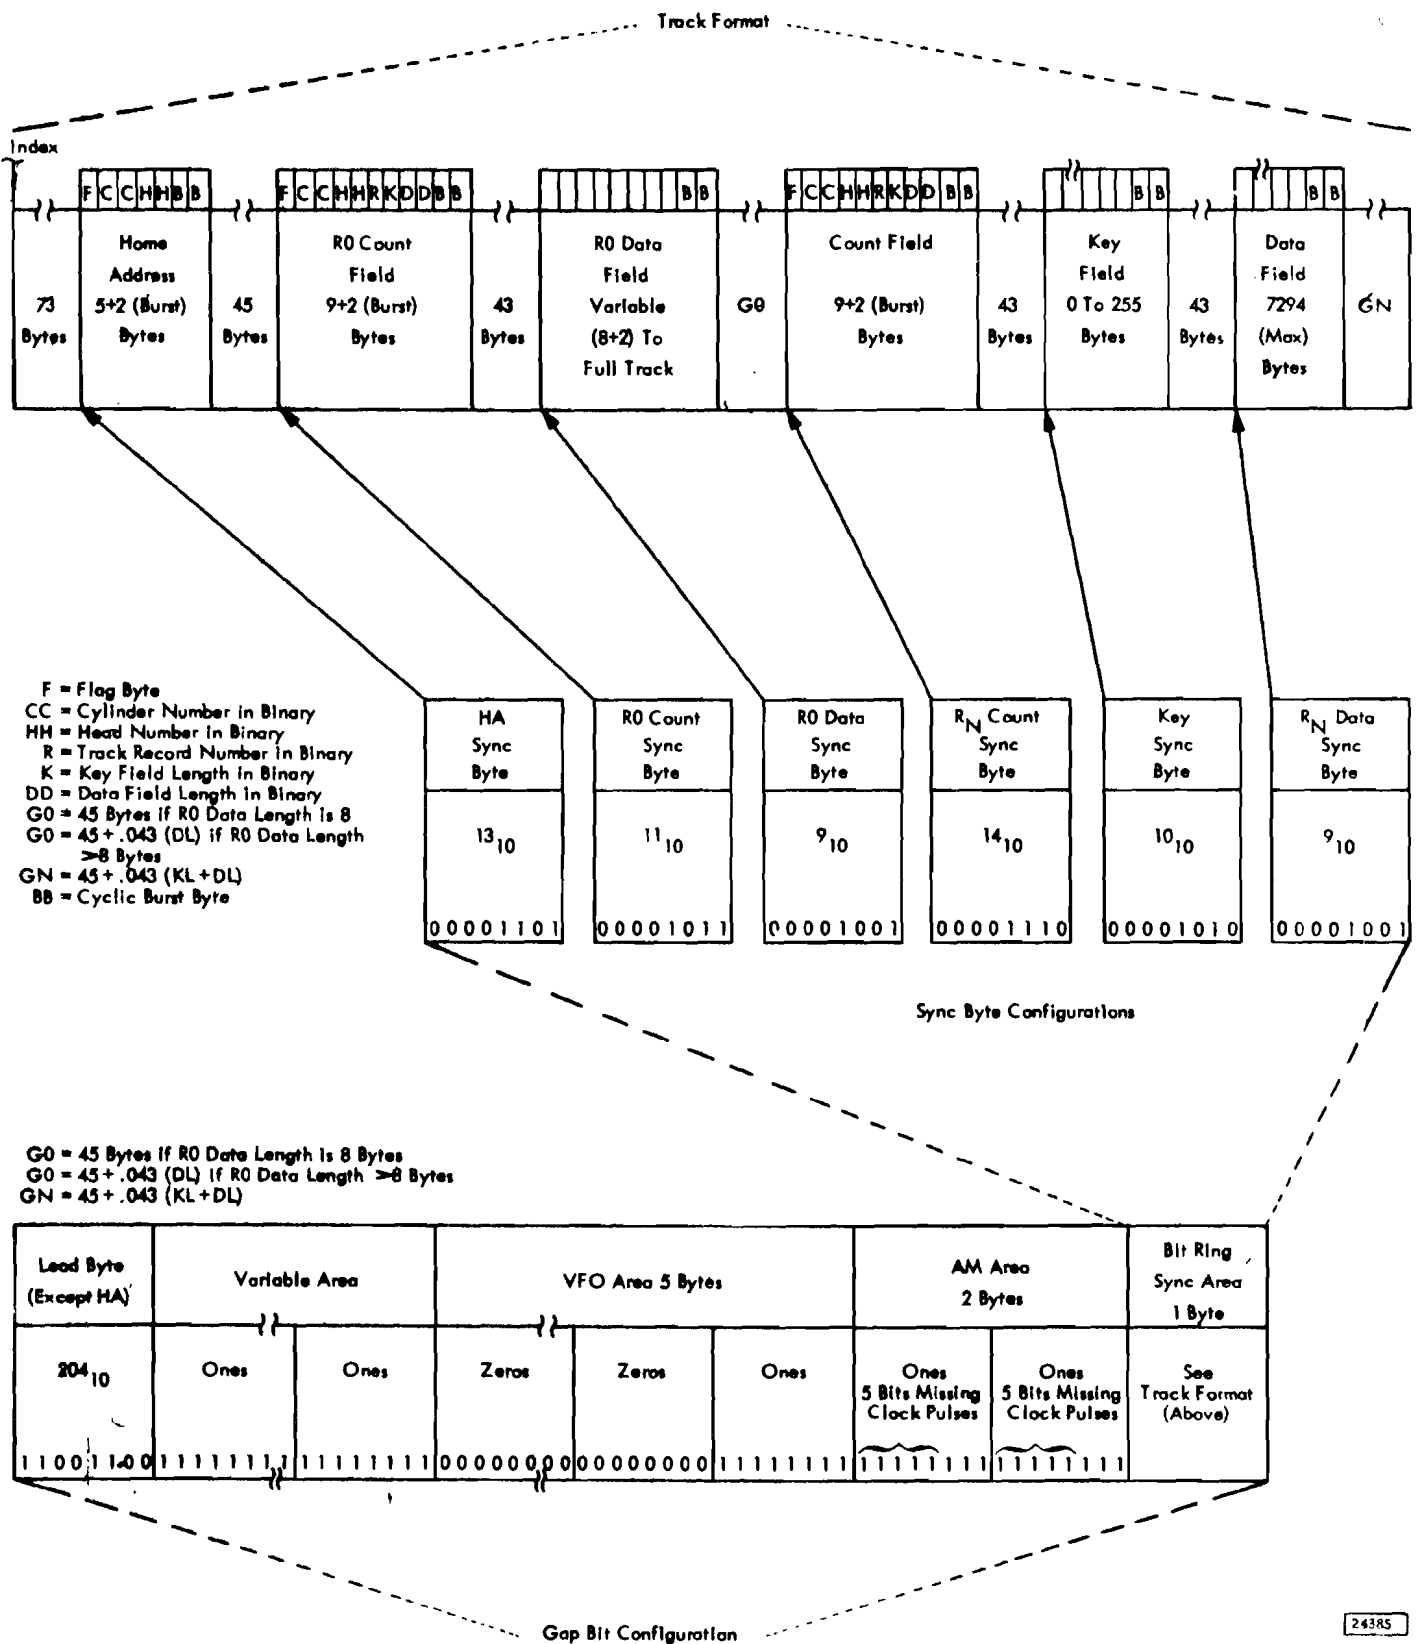 Track Format
Index
F C C H H B B
F C C H H R K D D B B
B B
F C C H H R K D D B B
B B
B B
73
Bytes
Home
Address
5+2 (Burst)
Bytes
45
Bytes
R0 Count
Field
9+2 (Burst)
Bytes
43
Bytes
R0 Data
Field
Variable
(8+2) To
Full Track
G0
Count Field
9+2 (Burst)
Bytes
43
Bytes
Key
Field
0 To 255
Bytes
43
Bytes
Data
Field
7294
(Max)
Bytes
GN
F = Flag Byte
CC = Cylinder Number in Binary
HH = Head Number in Binary
R = Track Record Number in Binary
K = Key Field Length in Binary
DD = Data Field Length in Binary
G0 = 45 Bytes if R0 Data Length is 8
G0 = 45 + .043 (DL) if R0 Data Length
>8 Bytes
GN = 45 + .043 (KL + DL)
BB = Cyclic Burst Byte
HA
Sync
Byte
13 10
0 0 0 0 1 1 0 1
R0 Count
Sync
Byte
11 10
0 0 0 0 1 0 1 1
R0 Data
Sync
Byte
9 10
0 0 0 0 1 0 0 1
RN Count
Sync
Byte
14 10
0 0 0 0 1 1 1 0
Key
Sync
Byte
10 10
0 0 0 0 1 0 1 0
RN Data
Sync
Byte
9 10
0 0 0 0 1 0 0 1
Sync Byte Configurations
G0 = 45 Bytes if R0 Data Length is 8 Bytes
G0 = 45 + .043 (DL) if R0 Data Length >8 Bytes
GN = 45 + .043 (KL + DL)
Lead Byte
(Except HA)
Variable Area
VFO Area 5 Bytes
AM Area
2 Bytes
Bit Ring
Sync Area
1 Byte
204 10
1 1 0 0 1 1 0 0
Ones
1 1 1 1 1 1 1 1
Ones
1 1 1 1 1 1 1 1
Zeros
0 0 0 0 0 0 0 0
Zeros
0 0 0 0 0 0 0 0
Ones
1 1 1 1 1 1 1 1
Ones
5 Bits Missing
Clock Pulses
1 1 1 1 1 1 1 1
Ones
5 Bits Missing
Clock Pulses
1 1 1 1 1 1 1 1
See
Track Format
(Above)
Gap Bit Configuration
24385